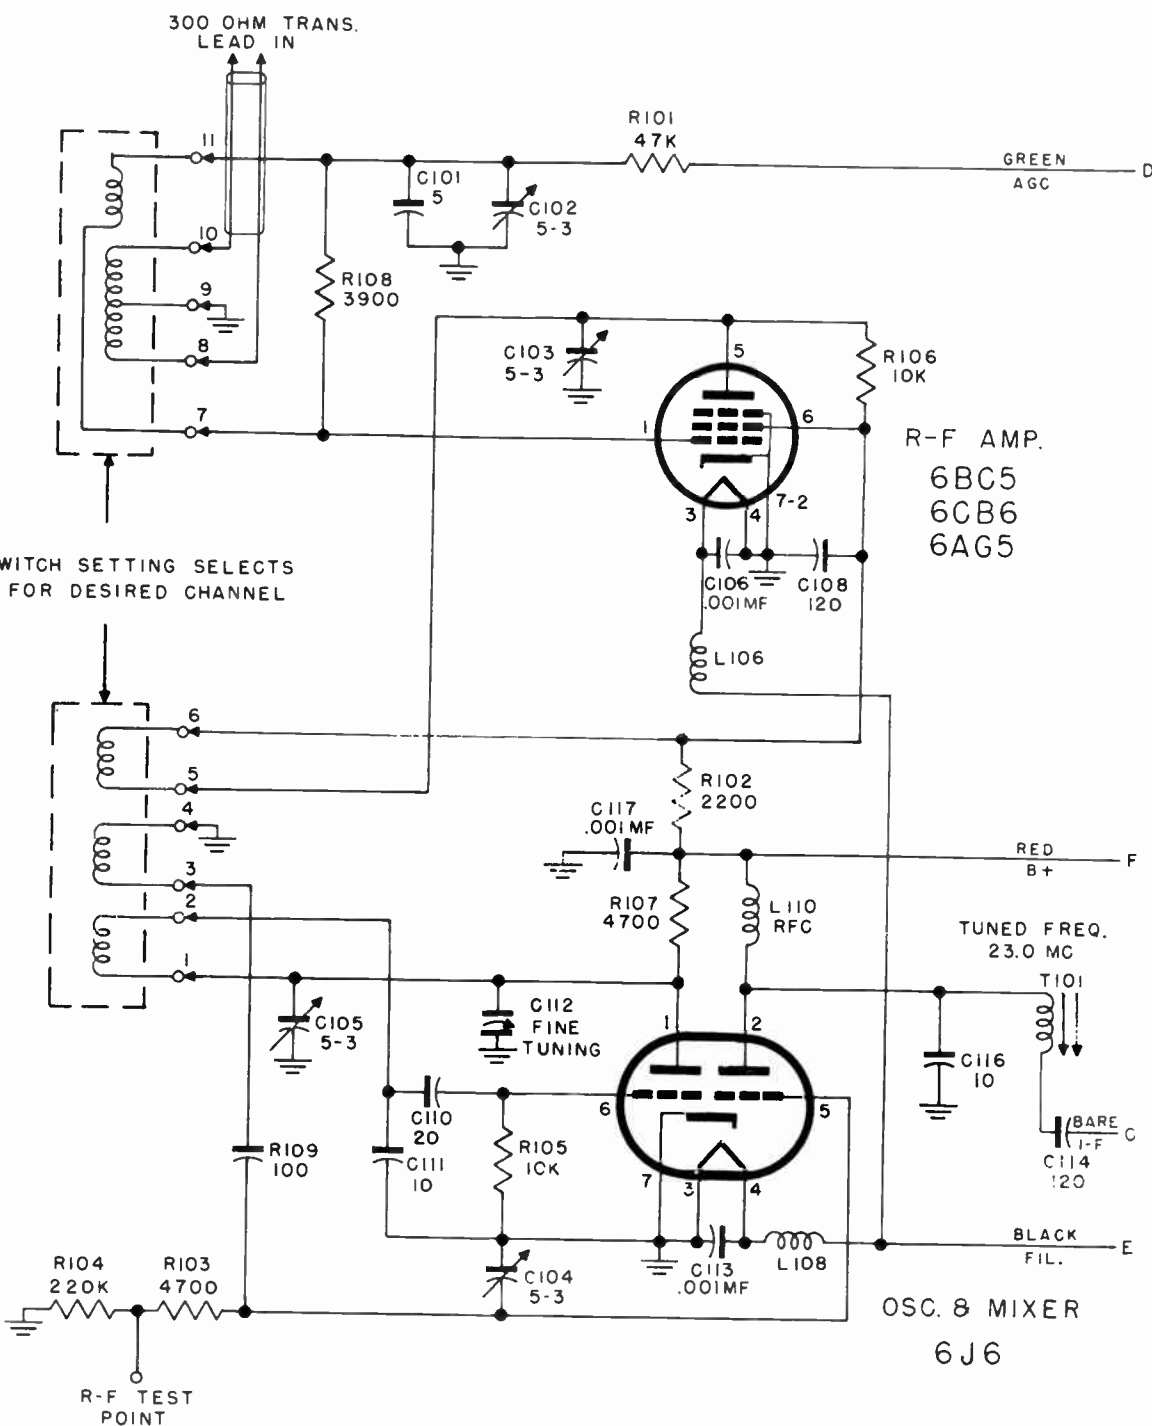 300 OHM TRANS.
LEAD IN
R101
47K
11
GREEN
AGC
D
C101
5
C102
5-3
10
R108
3900
9
8
7
C103
5-3
5
R106
10K
1
6
R-F AMP.
6BC5
6CB6
6AG5
3
4
7-2
C106
.001MF
C108
120
WITCH SETTING SELECTS
FOR DESIRED CHANNEL
L106
6
5
4
3
2
1
R102
2200
C117
.001MF
RED
B+
F
R107
4700
L110
RFC
TUNED FREQ.
23.0 MC
T101
C105
5-3
C112
FINE
TUNING
1
2
C116
10
6
5
C110
20
R105
10K
R109
100
C111
10
7
3
4
BARE
I-F
C
C114
120
BLACK
FIL.
E
C113
.001MF
L108
R104
220K
R103
4700
C104
5-3
OSC. & MIXER
6J6
R-F TEST
POINT